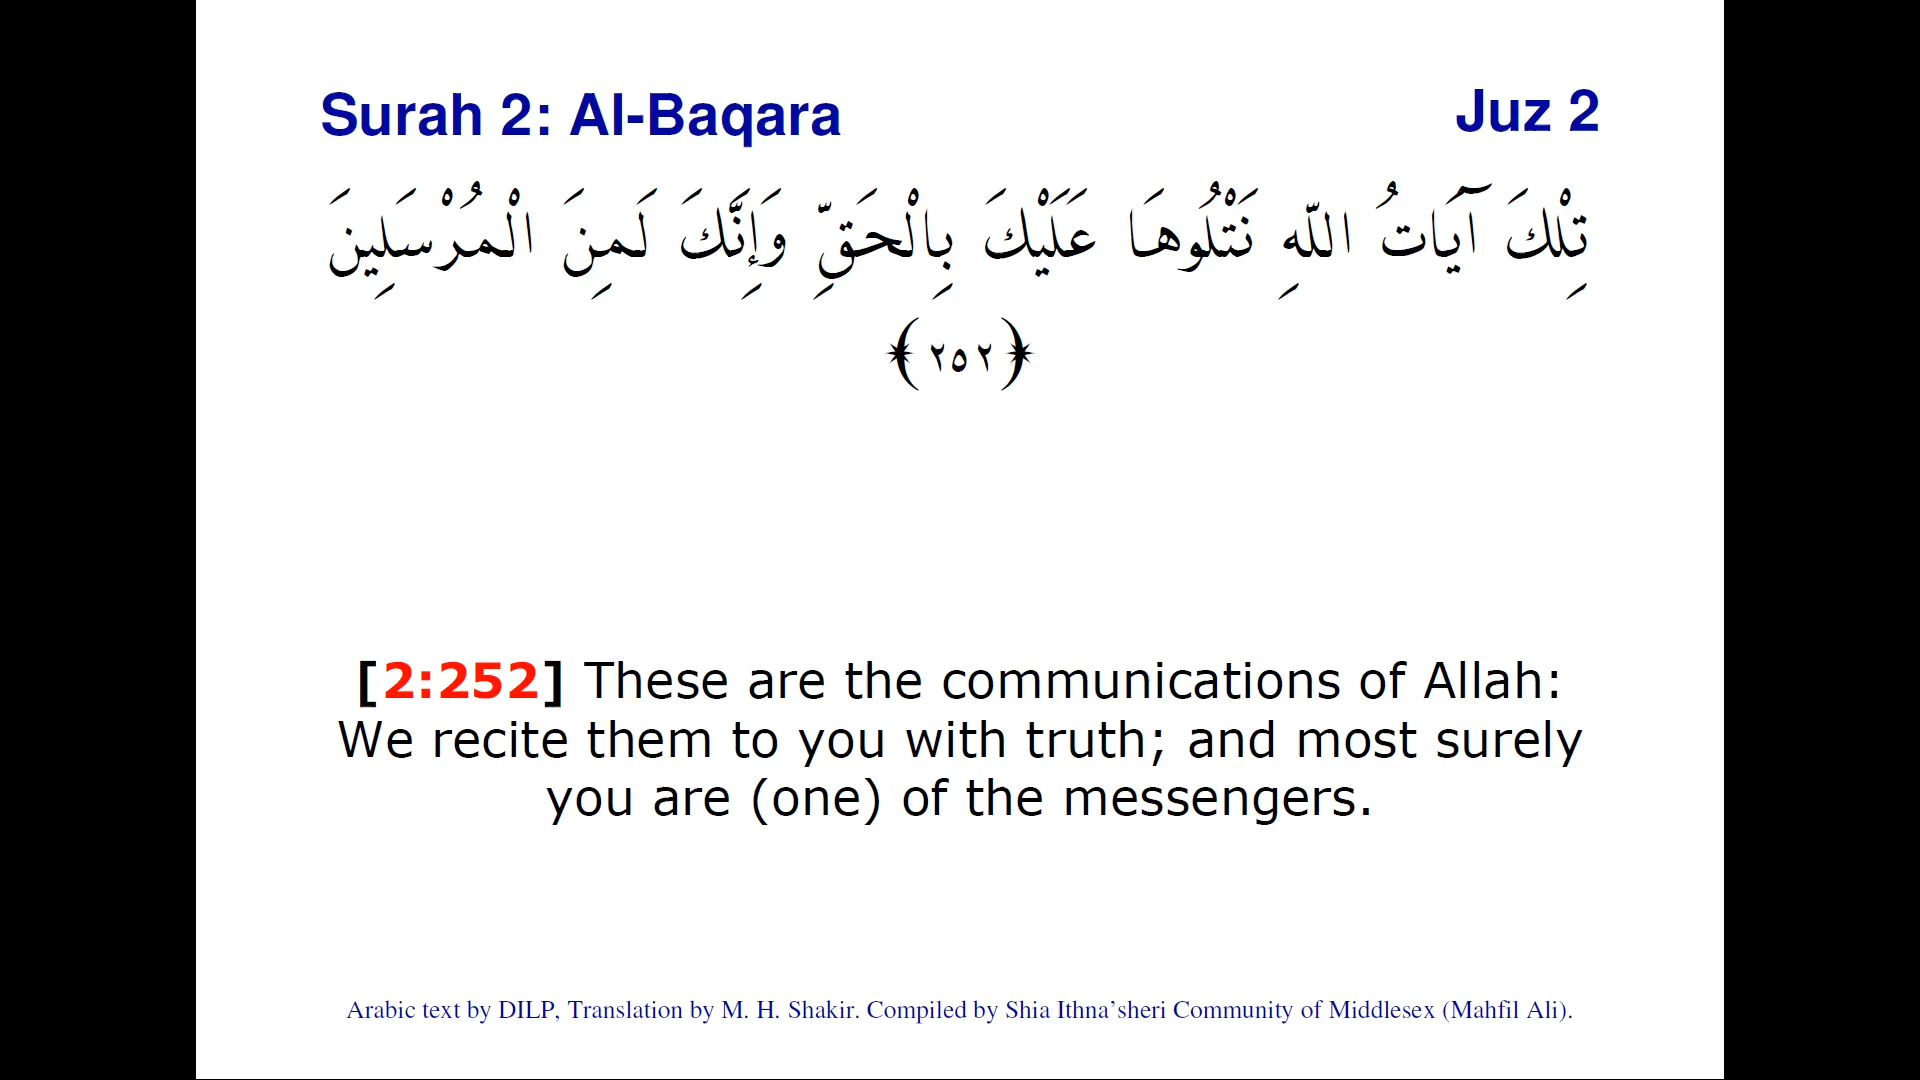 Surah 2: Al-Baqara Juz 2
تِلْكَ آيَاتُ اللّهِ نَتْلُوهَا عَلَيْكَ بِالْحَقِّ وَإِنَّكَ لَمِنَ الْمُرْسَلِينَ
﴿٢٥٢﴾
[2:252] These are the communications of Allah:
We recite them to you with truth; and most surely
you are (one) of the messengers.
Arabic text by DILP, Translation by M. H. Shakir. Compiled by Shia Ithna’sheri Community of Middlesex (Mahfil Ali).